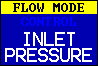 FLOW MODE
CONTROL
INLET
PRESSURE